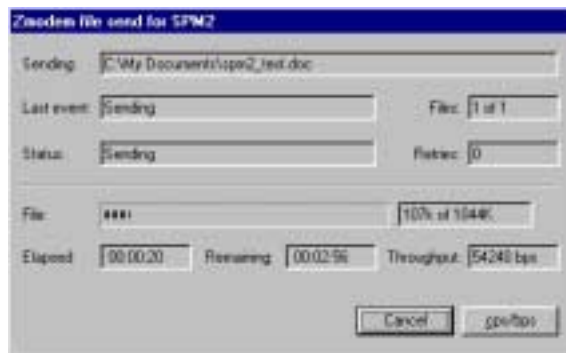 Zmodem file send for SPM2
Sending: C:\My Documents\spm2_test.doc
Last event: Sending Files: 1 of 1
Status: Sending Retries: 0
File: 107k of 1044K
Elapsed: 00:00:20 Remaining: 00:02:56 Throughput: 54248 bps
Cancel cps/bps